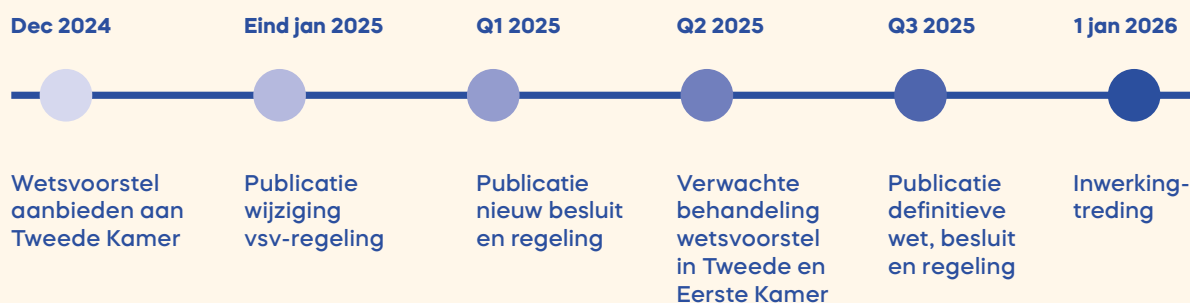 Dec 2024
Wetsvoorstel
aanbieden aan
Tweede Kamer
Eind jan 2025
Publicatie
wijziging
vsv-regeling
Q1 2025
Publicatie
nieuw besluit
en regeling
Q2 2025
Verwachte
behandeling
wetsvoorstel
in Tweede en
Eerste Kamer
Q3 2025
Publicatie
definitieve
wet, besluit
en regeling
1 jan 2026
Inwerking-
treding